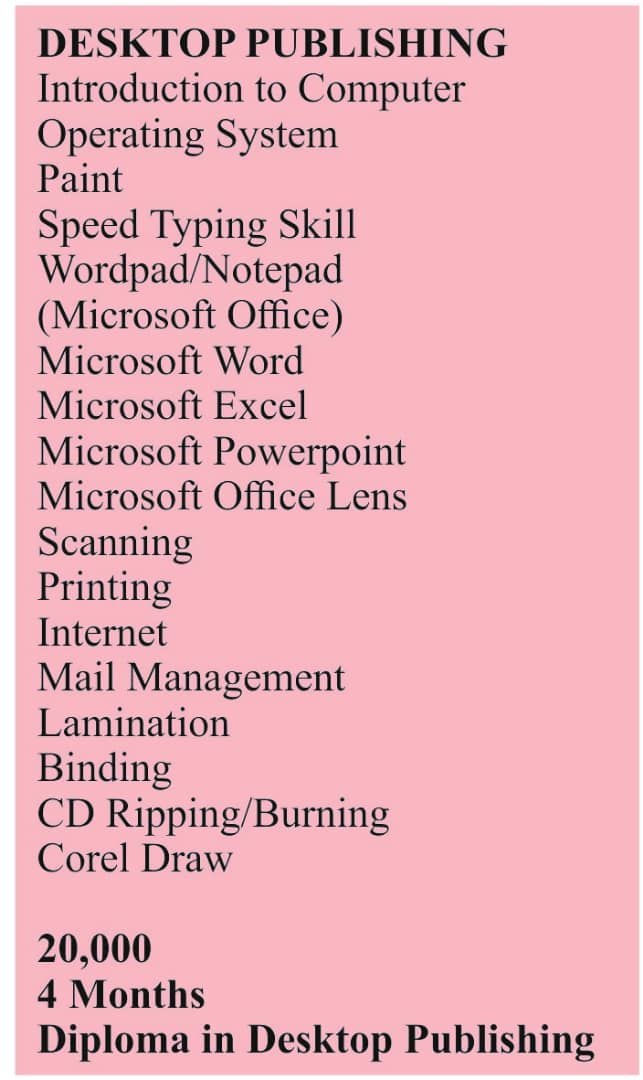 DESKTOP PUBLISHING
Introduction to Computer
Operating System
Paint
Speed Typing Skill
Wordpad/Notepad
(Microsoft Office)
Microsoft Word
Microsoft Excel
Microsoft Powerpoint
Microsoft Office Lens
Scanning
Printing
Internet
Mail Management
Lamination
Binding
CD Ripping/Burning
Corel Draw
20,000
4 Months
Diploma in Desktop Publishing